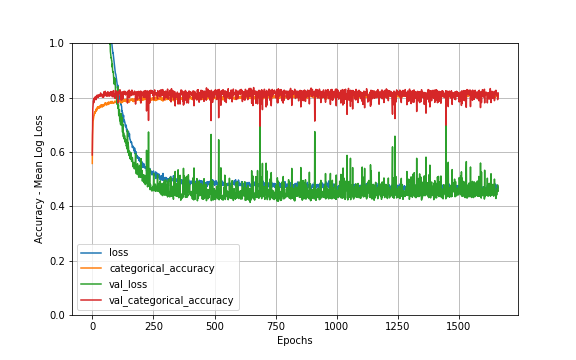 1.0
0.8
0.6
0.4
0.2
0.0
Accuracy - Mean Log Loss
loss
categorical_accuracy
val_loss
val_categorical_accuracy
0
250
500
750
1000
1250
1500
Epochs